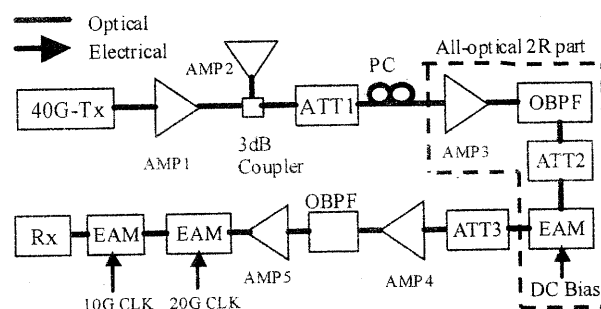 Optical
Electrical
AMP2
PC
All-optical 2R part
40G-Tx
ATT1
OBPF
AMP1
3dB
Coupler
AMP3
ATT2
OBPF
Rx
EAM
EAM
ATT3
EAM
AMP5
AMP4
10G CLK
20G CLK
DC Bias